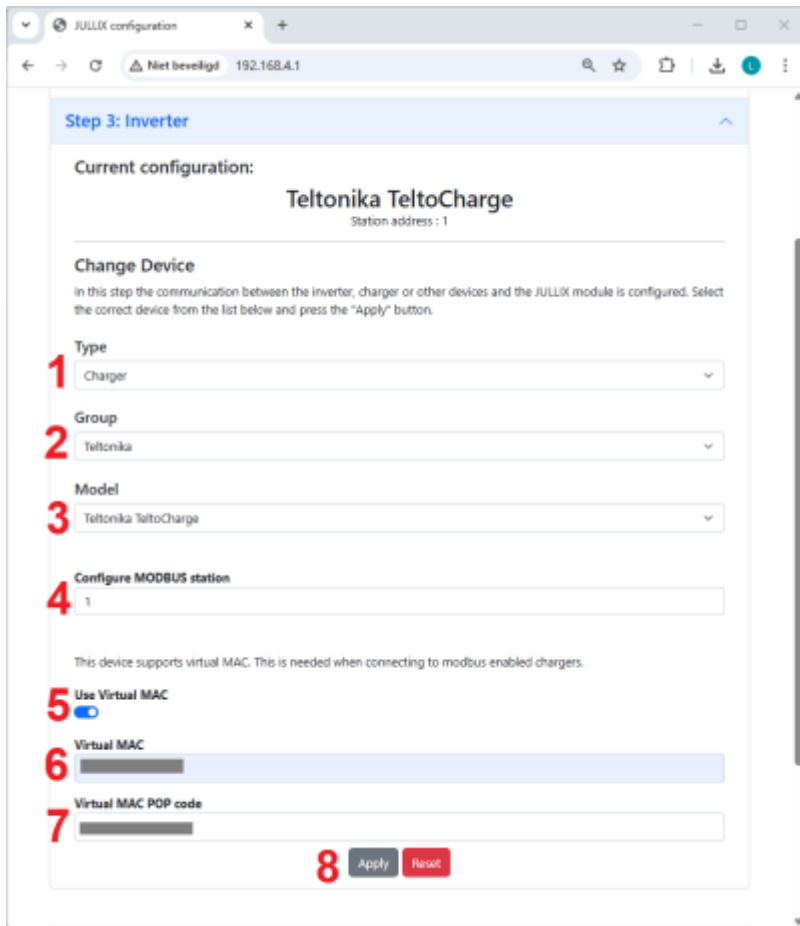 JULLIX configuration
Niet beveiligd 192.168.4.1
L
Step 3: Inverter
Current configuration:
Teltonika TeltoCharge
Station address : 1
Change Device
In this step the communication between the inverter, charger or other devices and the JULLIX module is configured. Select
the correct device from the list below and press the "Apply" button.
Type
1 Charger
Group
2 Teltonika
Model
3 Teltonika TeltoCharge
Configure MODBUS station
4 1
This device supports virtual MAC. This is needed when connecting to modbus enabled chargers.
5 Use Virtual MAC
Virtual MAC
6
Virtual MAC POP code
7
8 Apply Reset